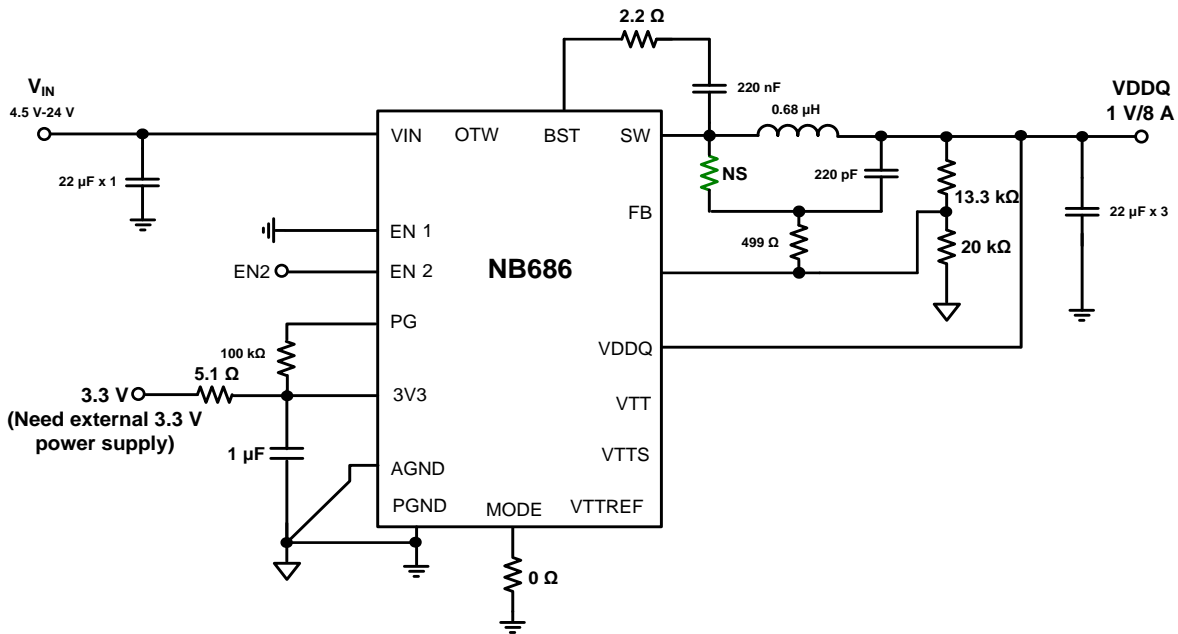 2.2 Ω
V_IN
4.5 V-24 V
220 nF
0.68 µH
VDDQ
1 V/8 A
VIN
OTW
BST
SW
22 µF x 1
NS
220 pF
13.3 kΩ
22 µF x 3
FB
EN 1
499 Ω
20 kΩ
EN2
EN 2
NB686
PG
100 kΩ
VDDQ
5.1 Ω
3.3 V
3V3
(Need external 3.3 V
power supply)
VTT
1 µF
VTTS
AGND
PGND
MODE
VTTREF
0 Ω